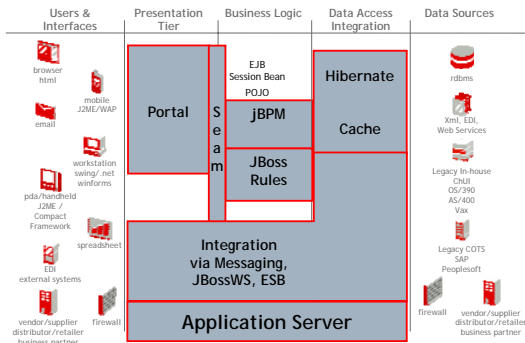 Users &
Interfaces
Presentation
Tier
Business Logic
Data Access
Integration
Data Sources
browser
html
mobile
J2ME/WAP
email
workstation
swing/.net
winforms
pda/handheld
J2ME /
Compact
Framework
spreadsheet
EDI
external systems
vendor/supplier
distributor/retailer
business partner
firewall
Portal
S
e
a
m
EJB
Session Bean
POJO
jBPM
JBoss
Rules
Hibernate
Cache
Integration
via Messaging,
JBossWS, ESB
Application Server
rdbms
Xml, EDI,
Web Services
Legacy In-house
ChUI
OS/390
AS/400
Vax
Legacy COTS
SAP
Peoplesoft
firewall
vendor/supplier
distributor/retailer
business partner